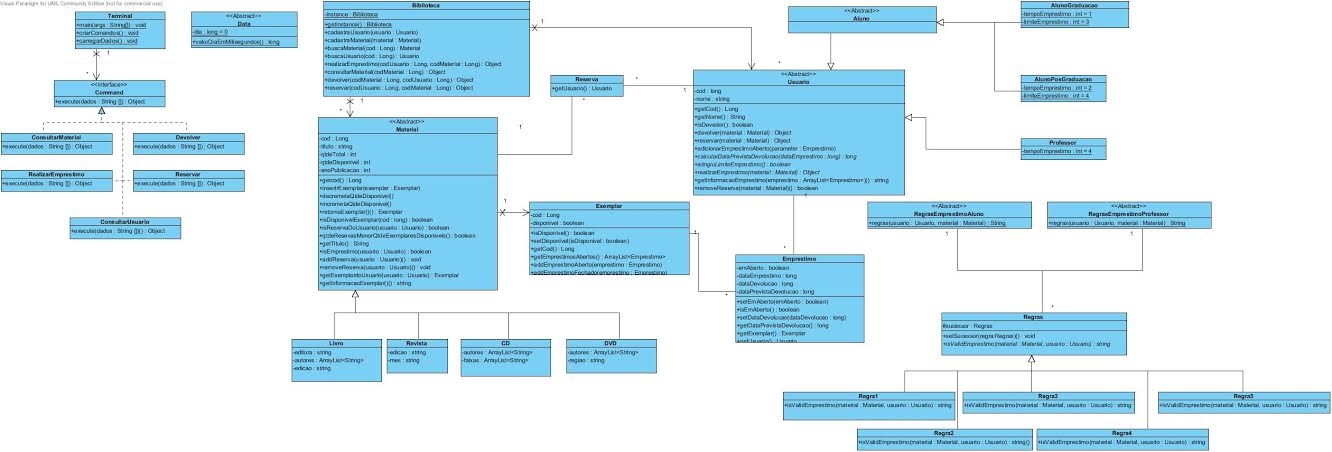 Visual Paradigm for UML Community Edition [not for commercial use]
Terminal
+main(args : String[]) : void
+criarComandos() : void
+carregarDados() : void
1
*
<<Interface>>
Command
+execute(dados : String []) : Object
ConsultarMaterial
+execute(dados : String []) : Object
Devolver
+execute(dados : String []) : Object
RealizarEmprestimo
+execute(dados : String []) : Object
Reservar
+execute(dados : String []) : Object
ConsultarUsuario
+execute(dados : String [])() : Object
<<Abstract>>
Data
-dia : long = 0
+valorDiaEmMilisegundos() : long
Biblioteca
-instance : Biblioteca
+getInstance() : Biblioteca
+cadastraUsuario(usuario : Usuario)
+cadastraMaterial(material : Material)
+buscaMaterial(cod : Long) : Material
+buscaUsuario(cod : Long) : Usuario
+realizarEmprestimo(codUsuario : Long, codMaterial : Long) : Object
+consultarMaterial(codMaterial : Long) : Object
+devolver(codMaterial : Long, codUsuario : Long) : Object
+reservar(codMaterial : Long, codUsuario : Long) : Object
1
*
1
*
<<Abstract>>
Material
-cod : Long
-titulo : string
-qtdeTotal : int
-qtdeDisponivel : int
-anoPublicacao : int
+getcod() : Long
+insertrExemplar(exemplar : Exemplar)
+decremetaQtdeDisponivel()
+incremetaQtdeDisponivel()
+retornaExemplar()() : Exemplar
+isDisponivelExemplar(cod : long) : boolean
+isReservaDoUsuario(usuario : Usuario) : boolean
+qtdeResevasMenorQtdeExemplaresDisponiveis() : boolean
+getTitulo() : String
+isEmprestimo(usuario : Usuario) : boolean
+addReserva(usuario : Usuario)() : void
+removeReserva(usuario : Usuario)() : void
+getExemplardoUsuario(usuario : Usuario) : Exemplar
+getInformacaoExemplar()() : string
Reserva
+getUsuario() : Usuario
1
*
*
1
1
*
Exemplar
-cod : Long
-disponivel : boolean
+isDisponivel() : boolean
+setDisponivel(isDisponivel : boolean)
+getCod() : Long
+getEmprestimosAbertos() : ArrayList<Emprestimo>
+addEmprestimoAberto(emprestimo : Emprestimo)
+addEmprestimoFechado(emprestimo : Emprestimo)
1
*
Livro
-editora : string
-autores : ArrayList<String>
-edicao : string
Revista
-edicao : string
-mes : string
CD
-autores : ArrayList<String>
-faixas : ArrayList<String>
DVD
-autores : ArrayList<String>
-regiao : string
<<Abstract>>
Aluno
AlunoGraduacao
-tempoEmprestimo : int = 1
-limiteEmprestimo : int = 3
AlunoPosGraduacao
-tempoEmprestimo : int = 2
-limiteEmprestimo : int = 4
Professor
-tempoEmprestimo : int = 4
<<Abstract>>
Usuario
-cod : long
-nome : string
+getCod() : Long
+getNome() : String
+isDevedor() : boolean
+devolver(material : Material) : Object
+reservar(material : Material) : Object
+adicionarEmprestimoAberto(parameter : Emprestimo)
+calcularDataPrevistaDevolucao(dataEmprestimo : long) : long
+atingiuLimiteEmprestimo() : boolean
+realizarEmprestimo(material : Material) : Object
+getInformacaoEmprestimo(emprestimo : ArrayList<Emprestimo>)() : string
+removeReserva(material : Material)() : boolean
1
*
Emprestimo
-emAberto : boolean
-dataEmprestimo : long
-dataDevolucao : long
-dataPrevistaDevolucao : long
+setEmAberto(emAberto : boolean)
+isEmAberto() : boolean
+setDataDevolucao(dataDevolucao : long)
+getDataPrevistaDevolucao() : long
+getExemplar() : Exemplar
+getUsuario() : Usuario
<<Abstract>>
RegrasEmprestimoAluno
+regras(usuario : Usuario, material : Material) : String
<<Abstract>>
RegrasEmprestimoProfessor
+regras(usuario : Usuario, material : Material) : String
1
1
*
Regras
#sucessor : Regras
+setSucessor(regra:Regras)() : void
+isValidEmprestimo(material : Material, usuario : Usuario) : string
Regra1
+isValidEmprestimo(material : Material, usuario : Usuario) : string
Regra3
+isValidEmprestimo(material : Material, usuario : Usuario) : string
Regra5
+isValidEmprestimo(material : Material, usuario : Usuario) : string
Regra2
+isValidEmprestimo(material : Material, usuario : Usuario) : string()
Regra4
+isValidEmprestimo(material : Material, usuario : Usuario) : string